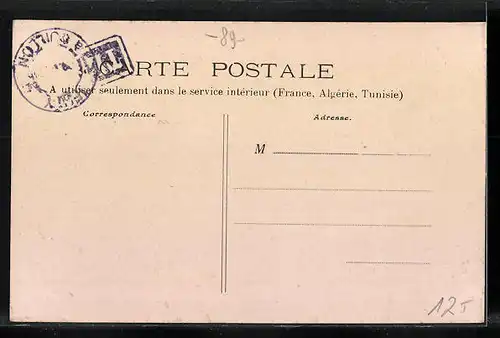 -89-
CARTE POSTALE
A utiliser seulement dans le service intérieur (France, Algérie, Tunisie)
Correspondance
Adresse.
M
125